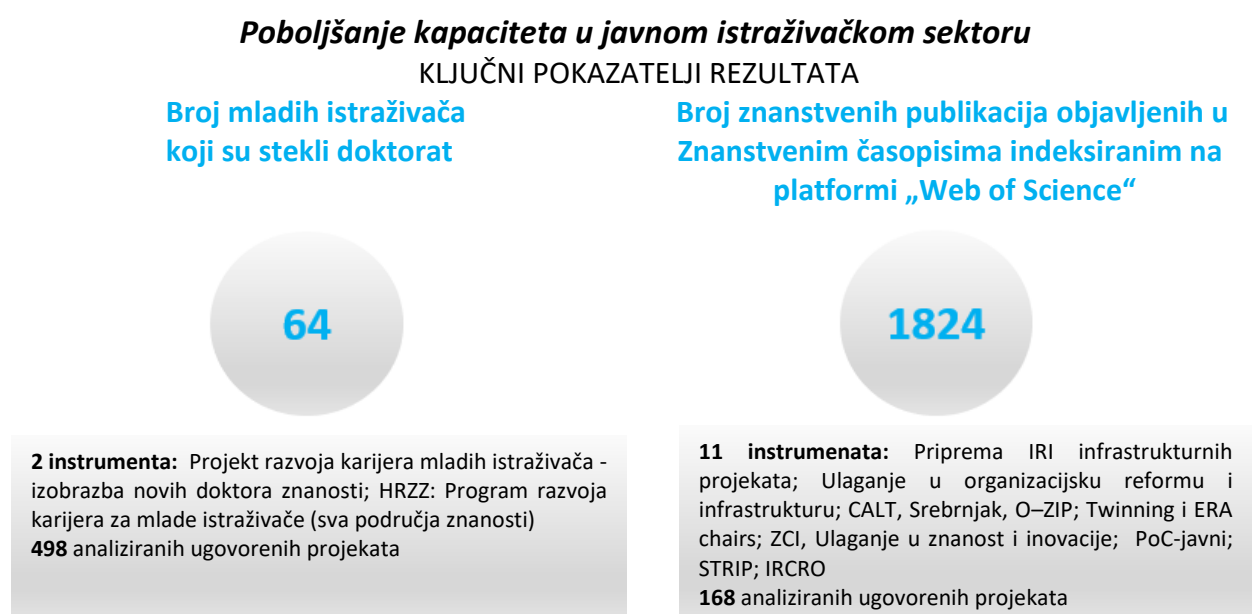 Poboljšanje kapaciteta u javnom istraživačkom sektoru
KLJUČNI POKAZATELJI REZULTATA
Broj mladih istraživača
koji su stekli doktorat
64
2 instrumenta: Projekt razvoja karijera mladih istraživača -
izobrazba novih doktora znanosti; HRZZ: Program razvoja
karijera za mlade istraživače (sva područja znanosti)
498 analiziranih ugovorenih projekata
Broj znanstvenih publikacija objavljenih u
Znanstvenim časopisima indeksiranim na
platformi „Web of Science“
1824
11 instrumenata: Priprema IRI infrastrukturnih
projekata; Ulaganje u organizacijsku reformu i
infrastrukturu; CALT, Srebrnjak, O–ZIP; Twinning i ERA
chairs; ZCI, Ulaganje u znanost i inovacije; PoC-javni;
STRIP; IRCRO
168 analiziranih ugovorenih projekata